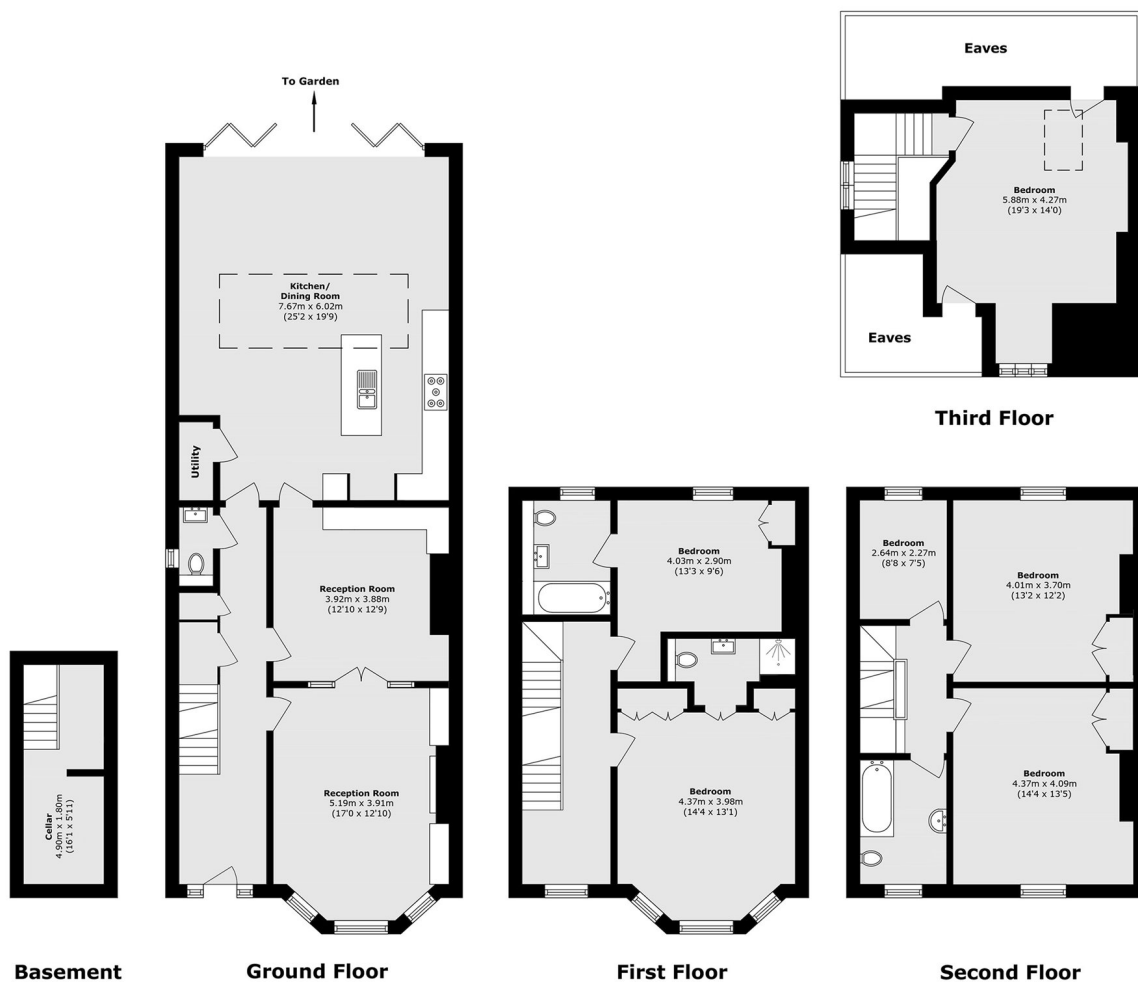 To Garden
Kitchen/
Dining Room
7.67m x 6.02m
(25'2 x 19'9)
Utility
Reception Room
3.92m x 3.88m
(12'10 x 12'9)
Reception Room
5.19m x 3.91m
(17'0 x 12'10)
Cellar
4.90m x 1.80m
(16'1 x 5'11)
Basement
Ground Floor
Bedroom
4.03m x 2.90m
(13'3 x 9'6)
Bedroom
4.37m x 3.98m
(14'4 x 13'1)
First Floor
Eaves
Bedroom
5.88m x 4.27m
(19'3 x 14'0)
Eaves
Third Floor
Bedroom
2.64m x 2.27m
(8'8 x 7'5)
Bedroom
4.01m x 3.70m
(13'2 x 12'2)
Bedroom
4.37m x 4.09m
(14'4 x 13'5)
Second Floor